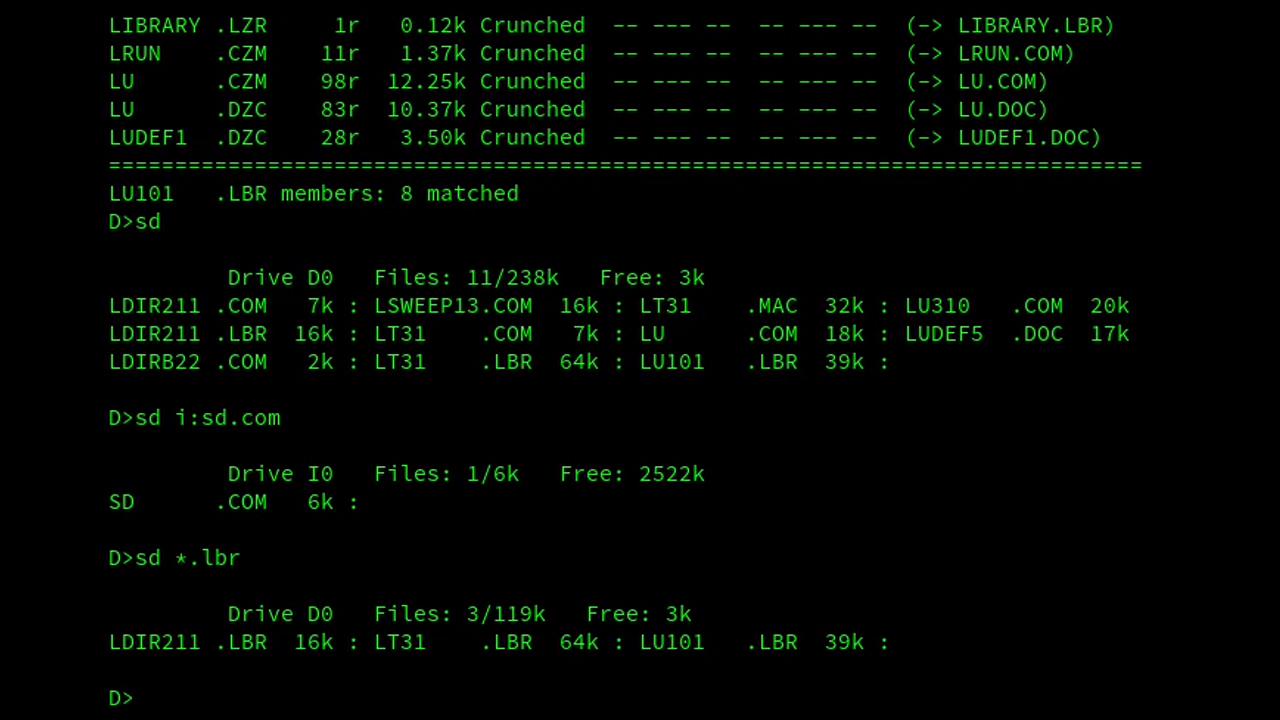 LIBRARY .LZR     1r   0.12k Crunched  -- --- --  -- --- --  (-> LIBRARY.LBR)
LRUN    .CZM    11r   1.37k Crunched  -- --- --  -- --- --  (-> LRUN.COM)
LU      .CZM    98r  12.25k Crunched  -- --- --  -- --- --  (-> LU.COM)
LU      .DZC    83r  10.37k Crunched  -- --- --  -- --- --  (-> LU.DOC)
LUDEF1  .DZC    28r   3.50k Crunched  -- --- --  -- --- --  (-> LUDEF1.DOC)
==============================================================================
LU101   .LBR members: 8 matched
D>sd
         Drive D0   Files: 11/238k   Free: 3k
LDIR211 .COM   7k : LSWEEP13.COM  16k : LT31    .MAC  32k : LU310   .COM  20k
LDIR211 .LBR  16k : LT31    .COM   7k : LU      .COM  18k : LUDEF5  .DOC  17k
LDIRB22 .COM   2k : LT31    .LBR  64k : LU101   .LBR  39k :
D>sd i:sd.com
         Drive I0   Files: 1/6k   Free: 2522k
SD      .COM   6k :
D>sd *.lbr
         Drive D0   Files: 3/119k   Free: 3k
LDIR211 .LBR  16k : LT31    .LBR  64k : LU101   .LBR  39k :
D>